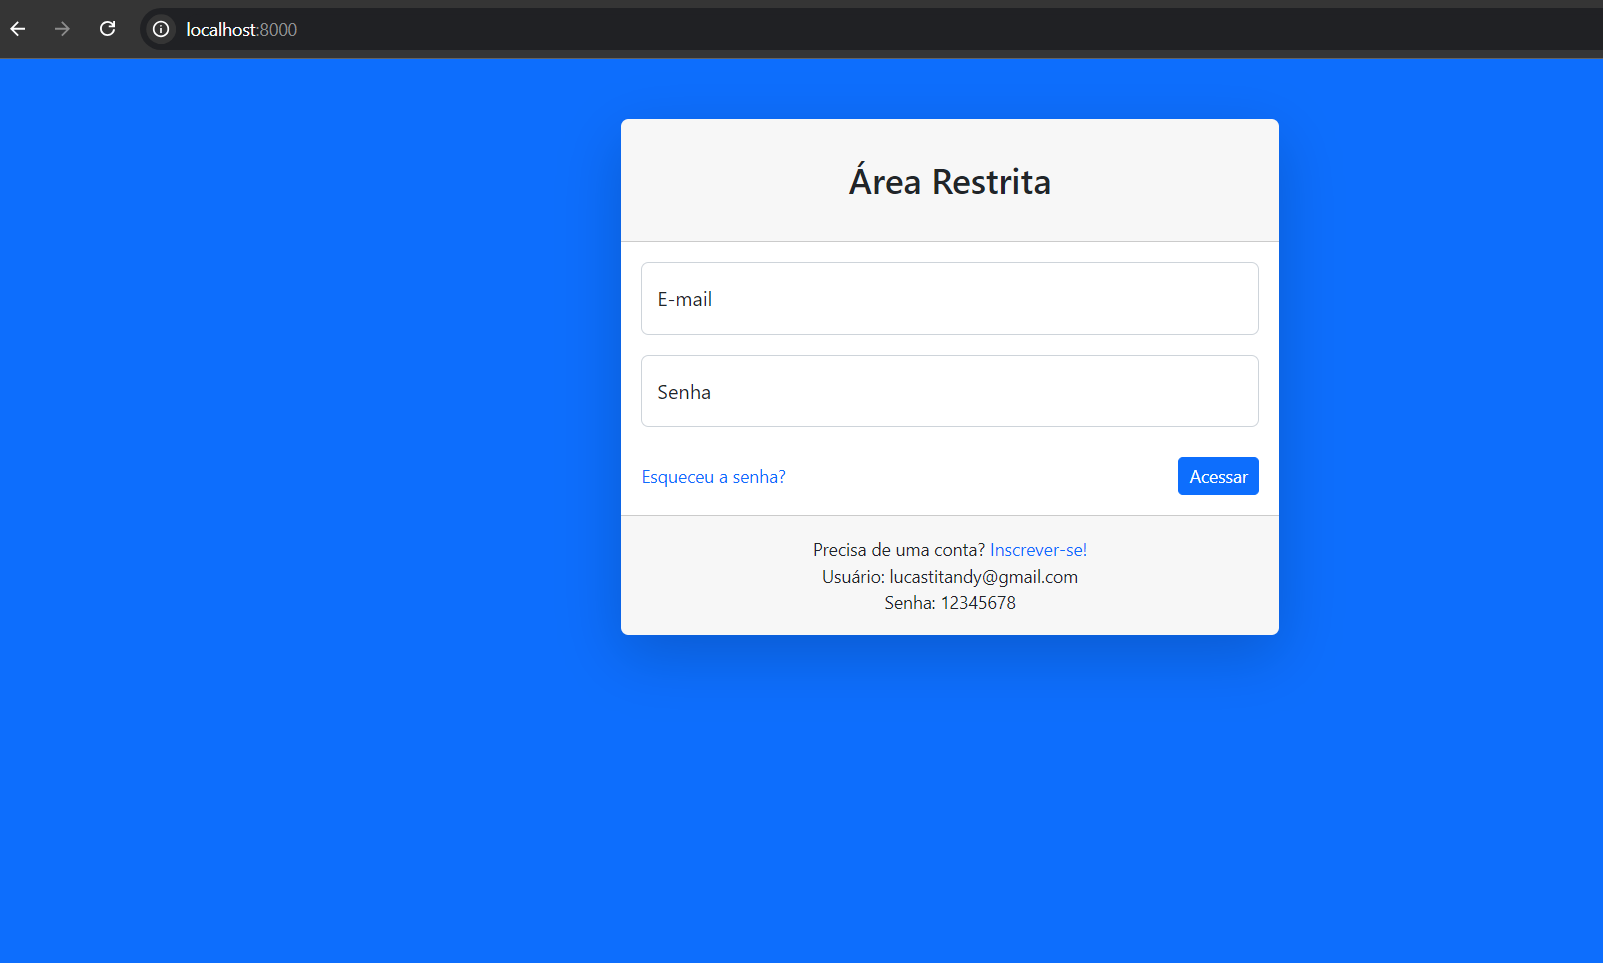 localhost:8000
Área Restrita
E-mail
Senha
Esqueceu a senha?
Acessar
Precisa de uma conta? Inscrever-se!
Usuário: lucastitandy@gmail.com
Senha: 12345678